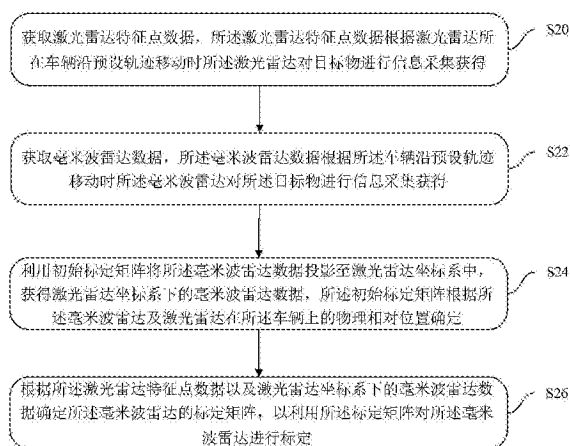 获取激光雷达特征点数据，所述激光雷达特征点数据根据激光雷达所
在车辆沿预设轨迹移动时所述激光雷达对目标物进行信息采集获得
S20
获取毫米波雷达数据，所述毫米波雷达数据根据所述车辆沿预设轨迹
移动时所述毫米波雷达对所述目标物进行信息采集获得
S22
利用初始标定矩阵将所述毫米波雷达数据投影至激光雷达坐标系中，
获得激光雷达坐标系下的毫米波雷达数据，所述初始标定矩阵根据所
述毫米波雷达及激光雷达在所述车辆上的物理相对位置确定
S24
根据所述激光雷达特征点数据以及激光雷达坐标系下的毫米波雷达数
据确定所述毫米波雷达的标定矩阵，以利用所述标定矩阵对所述毫米
波雷达进行标定
S26